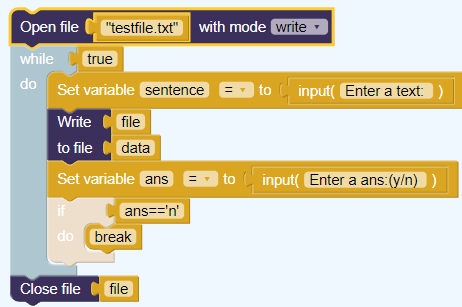 Open file "testfile.txt" with mode write
while true
do Set variable sentence = to input( Enter a text: )
Write file
to file data
Set variable ans = to input( Enter a ans:(y/n) )
if ans=='n'
do break
Close file file